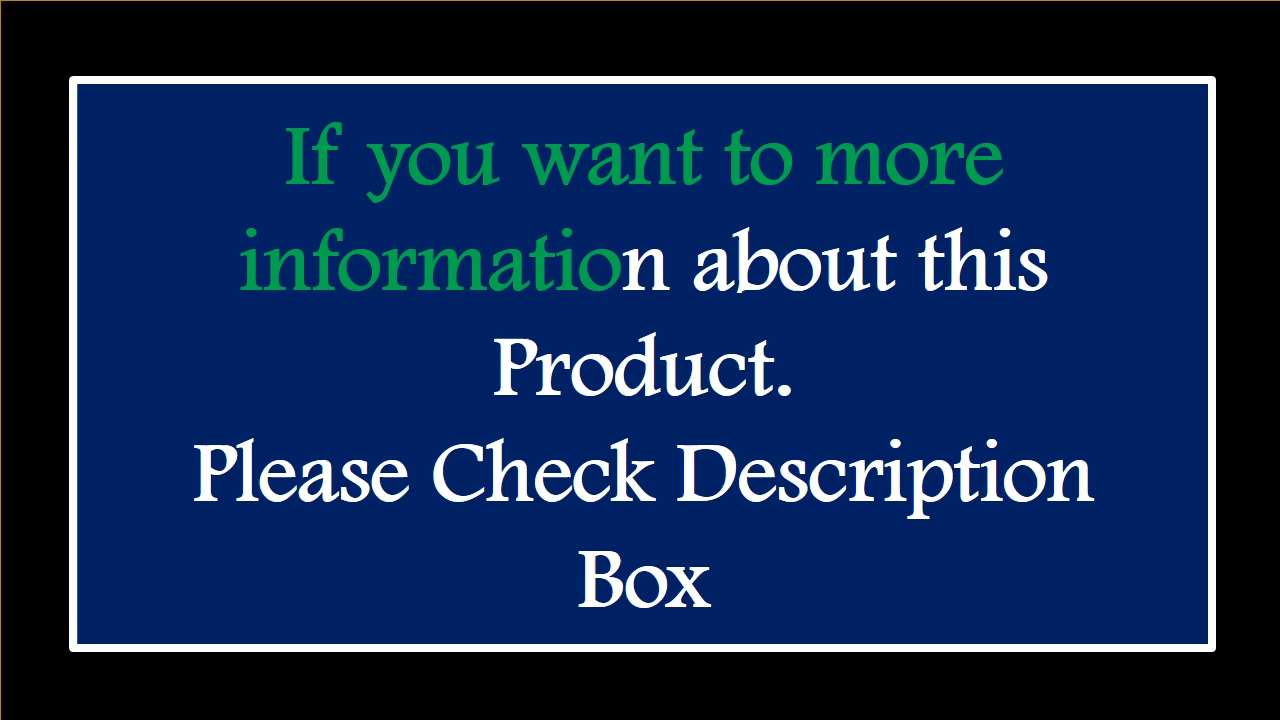 If you want to more
information about this
Product.
Please Check Description
Box